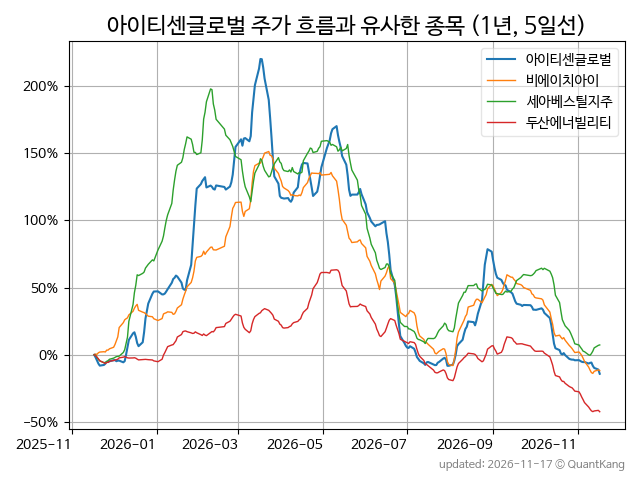 아이티센글로벌 주가 흐름과 유사한 종목 (1년, 5일선)
아이티센글로벌
비에이치아이
세아베스틸지주
두산에너빌리티
200%
150%
100%
50%
0%
−50%
2025-11
2026-01
2026-03
2026-05
2026-07
2026-09
2026-11
updated: 2026-11-17 © QuantKang